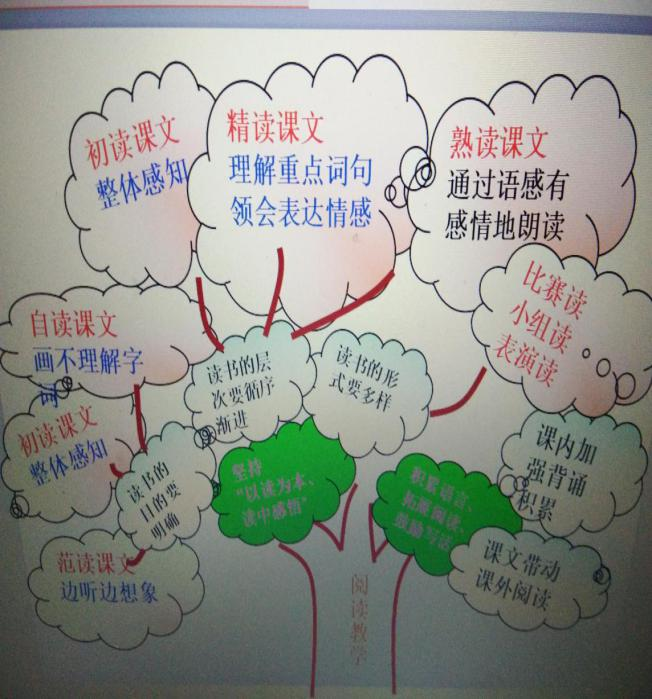 初读课文
整体感知
精读课文
理解重点词句
领会表达情感
熟读课文
通过语感有
感情地朗读
比赛读
小组读
表演读
自读课文
画不理解字
词
读书的层
次要循序
渐进
读书的形
式要多样
初读课文
整体感知
读书的
目的要
明确
坚持
“以读为本、
读中感悟”
积累语言、
拓展阅读、
鼓励写话
课内加
强背诵
积累
范读课文
边听边想象
课文带动
课外阅读
阅读教学